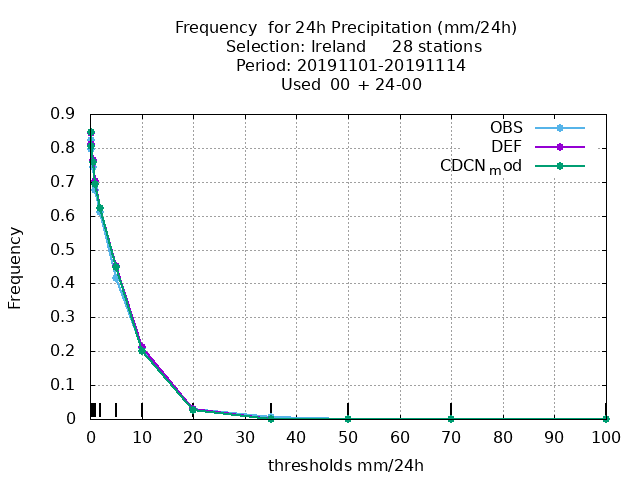 Frequency  for 24h Precipitation (mm/24h)
Selection: Ireland     28 stations
Period: 20191101-20191114
Used  00 + 24-00
OBS
DEF
CDCNmod
0.9
0.8
0.7
0.6
0.5
0.4
0.3
0.2
0.1
0
Frequency
0 10 20 30 40 50 60 70 80 90 100
thresholds mm/24h